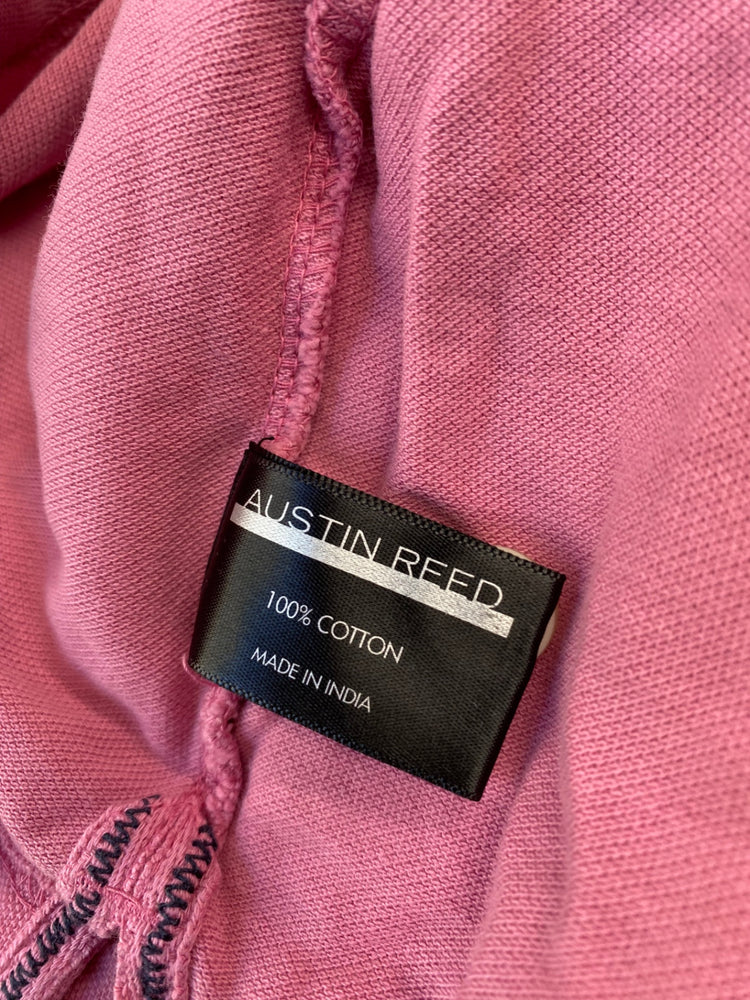 AUSTIN REED
100% COTTON
MADE IN INDIA